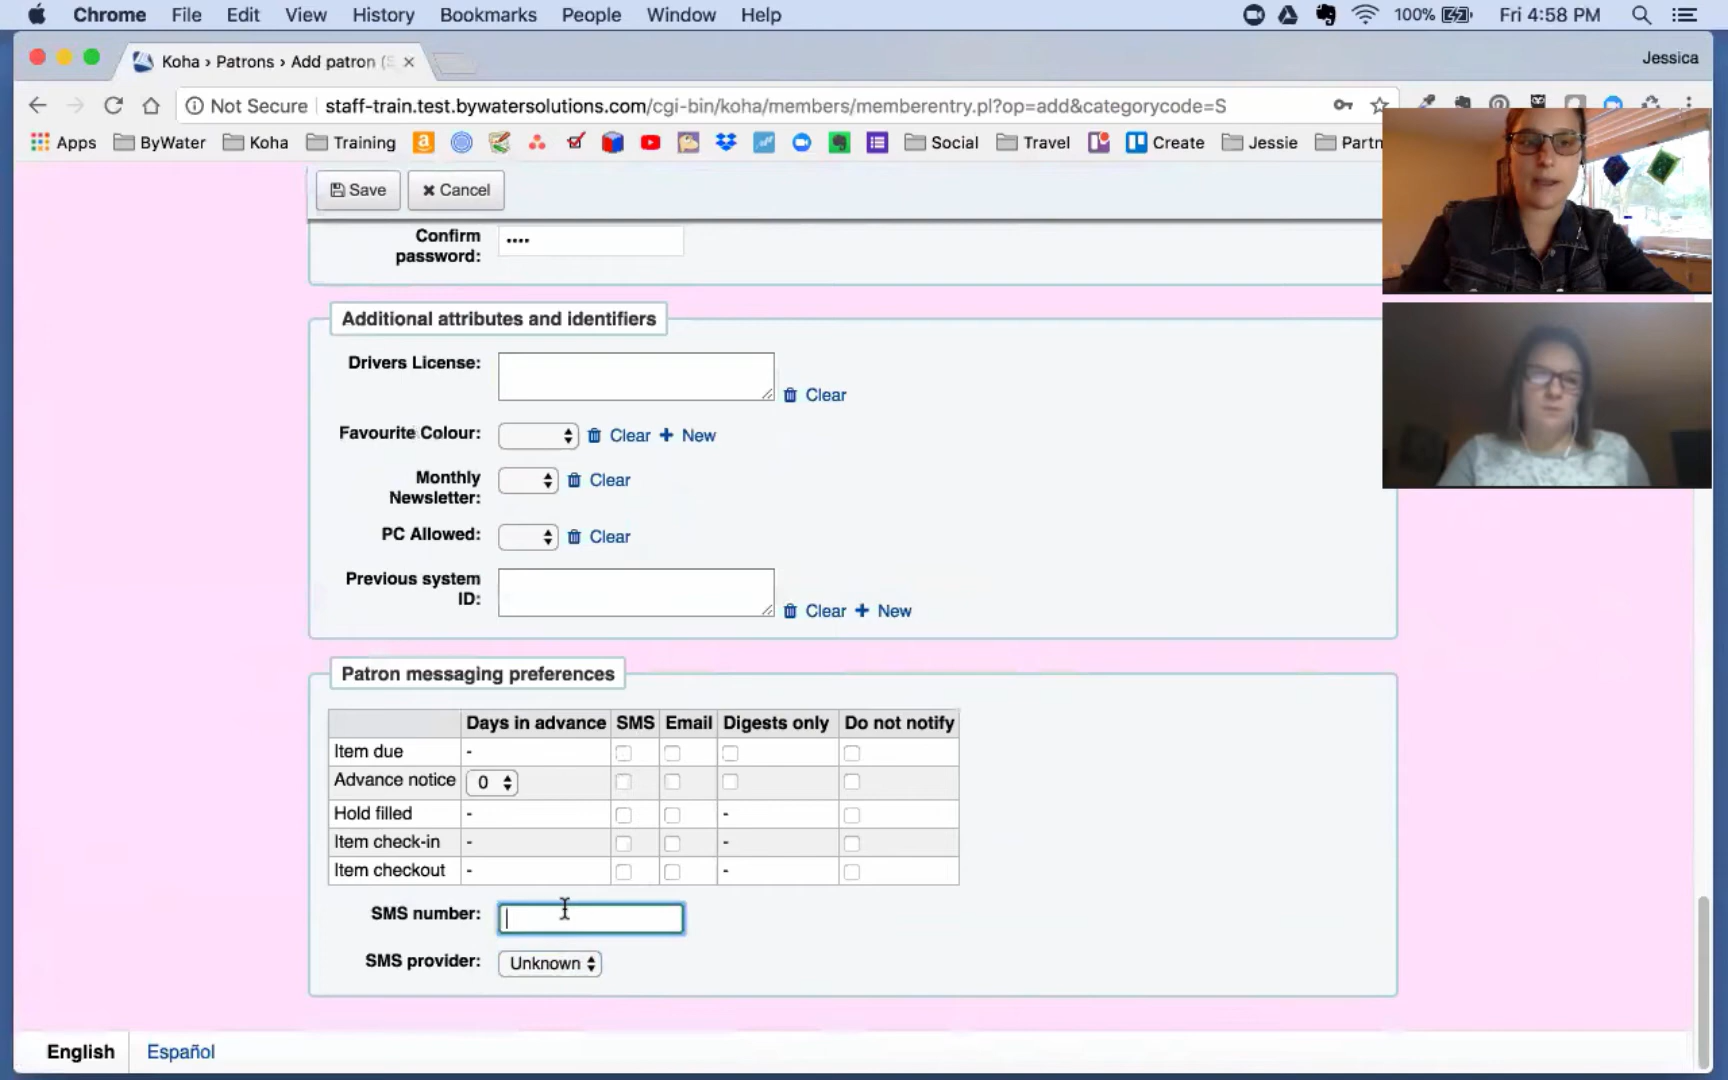 Chrome File Edit View History Bookmarks People Window Help 100% Fri 4:58 PM
Koha › Patrons › Add patron (S Jessica
Not Secure staff-train.test.bywatersolutions.com/cgi-bin/koha/members/memberentry.pl?op=add&categorycode=S
Apps ByWater Koha Training Social Travel Create Jessie Partn
Save Cancel
Confirm
password: ••••
Additional attributes and identifiers
Drivers License:
Clear
Favourite Colour: Clear New
Monthly
Newsletter: Clear
PC Allowed: Clear
Previous system
ID: Clear New
Patron messaging preferences
Days in advance SMS Email Digests only Do not notify
Item due -
Advance notice 0
Hold filled - -
Item check-in - -
Item checkout - -
SMS number:
SMS provider: Unknown
English Español